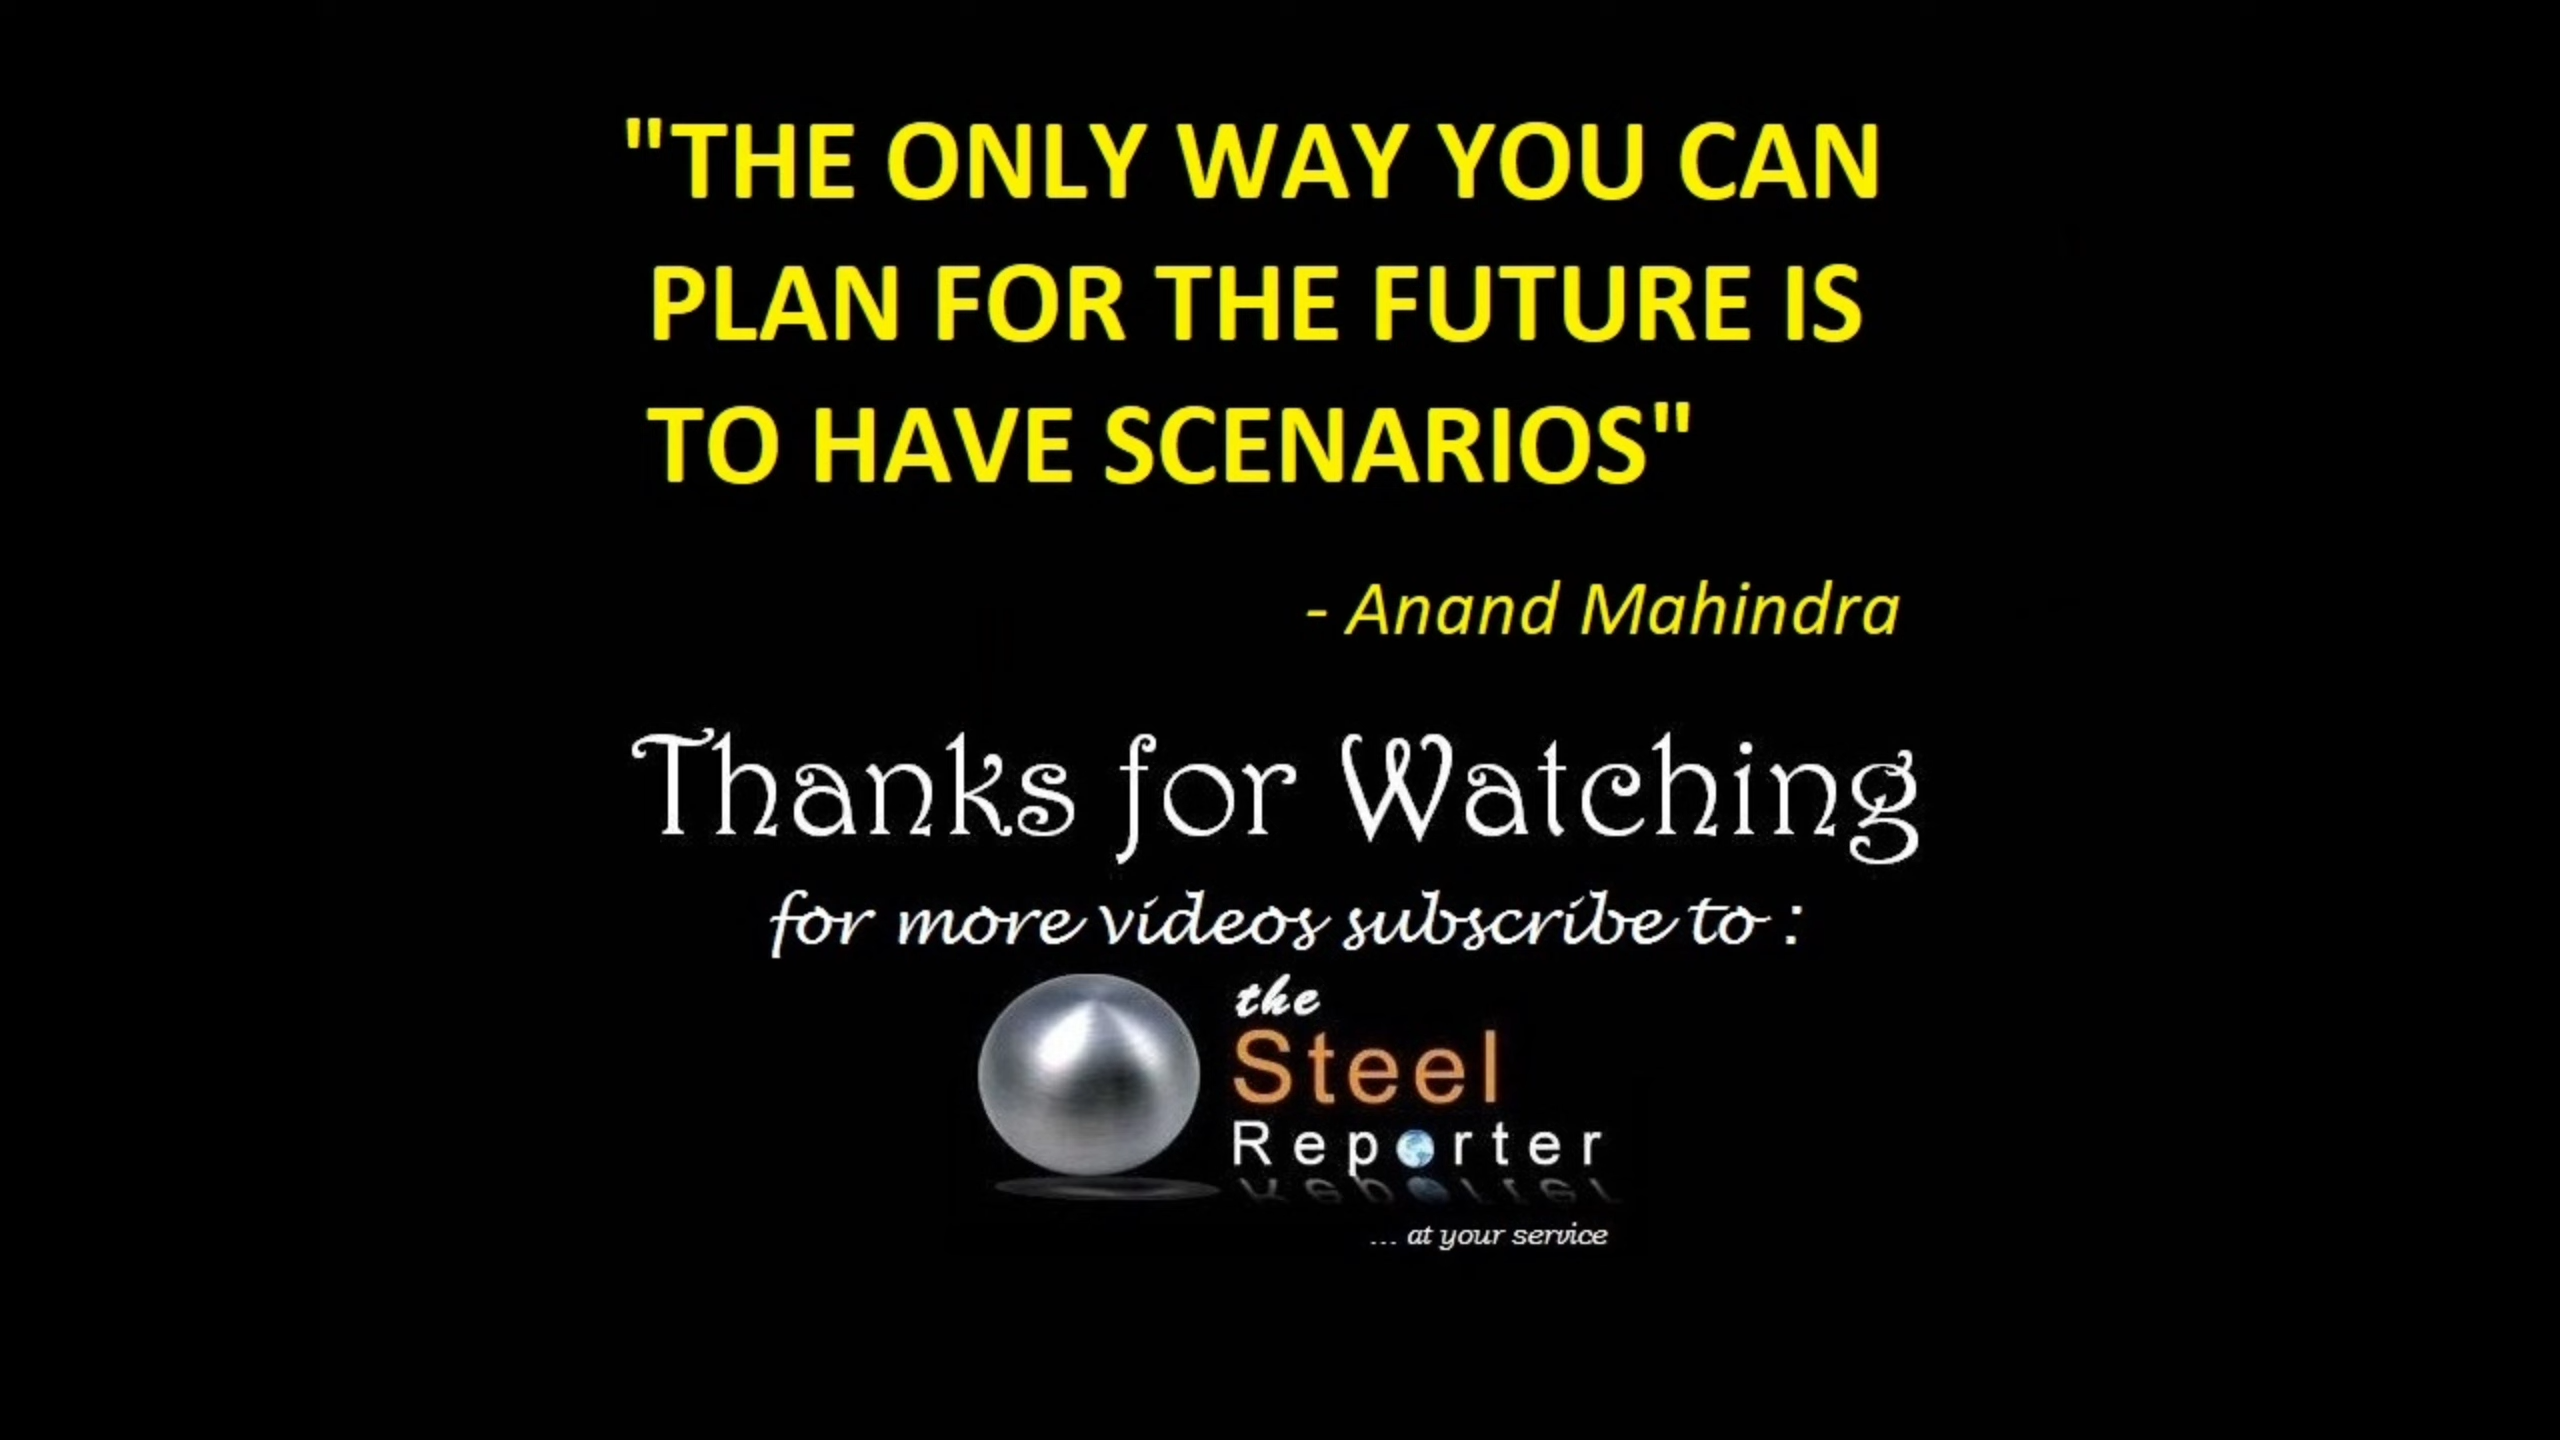 "THE ONLY WAY YOU CAN
PLAN FOR THE FUTURE IS
TO HAVE SCENARIOS"
- Anand Mahindra
Thanks for Watching
for more videos subscribe to :
the
Steel
Reporter
... at your service